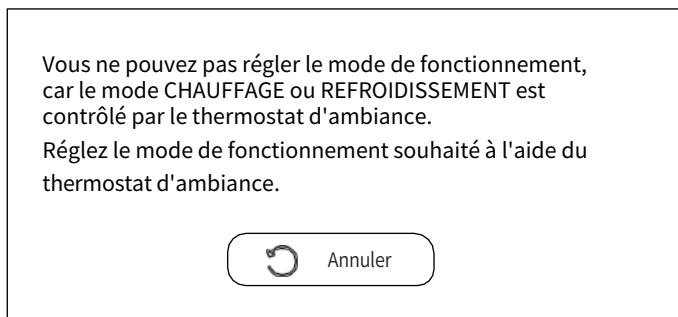 Vous ne pouvez pas régler le mode de fonctionnement,
car le mode CHAUFFAGE ou REFROIDISSEMENT est
contrôlé par le thermostat d'ambiance.
Réglez le mode de fonctionnement souhaité à l'aide du
thermostat d'ambiance.
Annuler